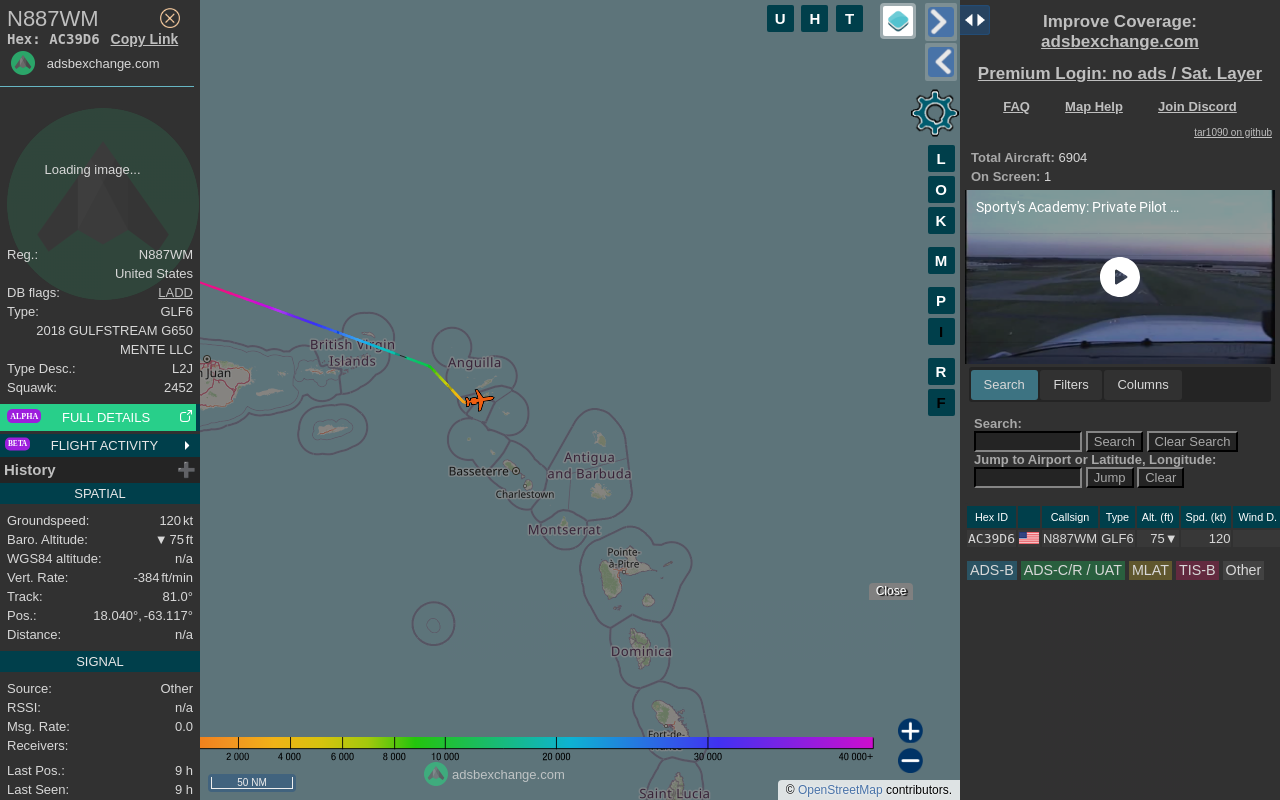 N887WM
Hex: AC39D6 Copy Link
adsbexchange.com
Loading image...
Reg.: N887WM
United States
DB flags: LADD
Type: GLF6
2018 GULFSTREAM G650
MENTE LLC
Type Desc.: L2J
Squawk: 2452
ALPHA FULL DETAILS
BETA FLIGHT ACTIVITY
History
SPATIAL
Groundspeed: 120 kt
Baro. Altitude: ▼ 75 ft
WGS84 altitude: n/a
Vert. Rate: -384 ft/min
Track: 81.0°
Pos.: 18.040°, -63.117°
Distance: n/a
SIGNAL
Source: Other
RSSI: n/a
Msg. Rate: 0.0
Receivers:
Last Pos.: 9 h
Last Seen: 9 h
U H T
L
O
K
M
P
I
R
F
British Virgin
Islands
Anguilla
n Juan
Basseterre
Charlestown
Antigua
and Barbuda
Montserrat
Pointe-
à-Pitre
Dominica
Fort-de-
Saint Lucia
Close
2 000 4 000 6 000 8 000 10 000 20 000 30 000 40 000+
50 NM
adsbexchange.com
© OpenStreetMap contributors.
Improve Coverage:
adsbexchange.com
Premium Login: no ads / Sat. Layer
FAQ Map Help Join Discord
tar1090 on github
Total Aircraft: 6904
On Screen: 1
Sporty's Academy: Private Pilot ...
Search Filters Columns
Search:
Search Clear Search
Jump to Airport or Latitude, Longitude:
Jump Clear
Hex ID Callsign Type Alt. (ft) Spd. (kt) Wind D.
AC39D6 N887WM GLF6 75▼ 120
ADS-B ADS-C/R / UAT MLAT TIS-B Other